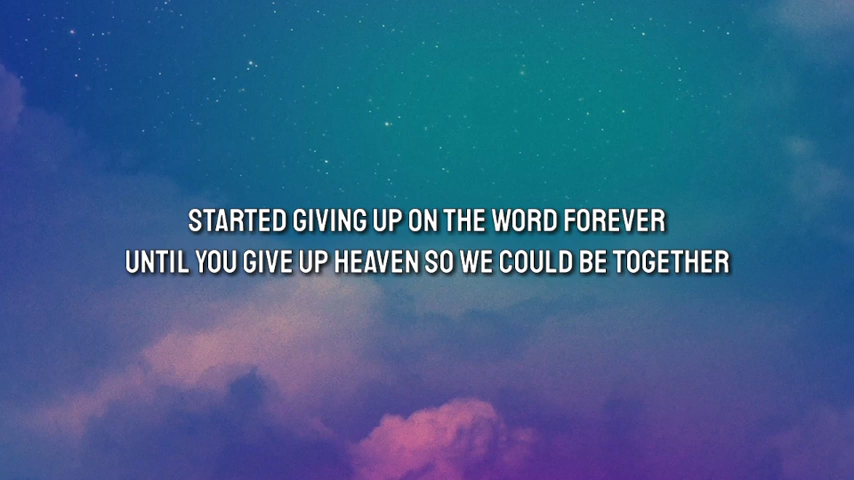 STARTED GIVING UP ON THE WORD FOREVER
UNTIL YOU GIVE UP HEAVEN SO WE COULD BE TOGETHER